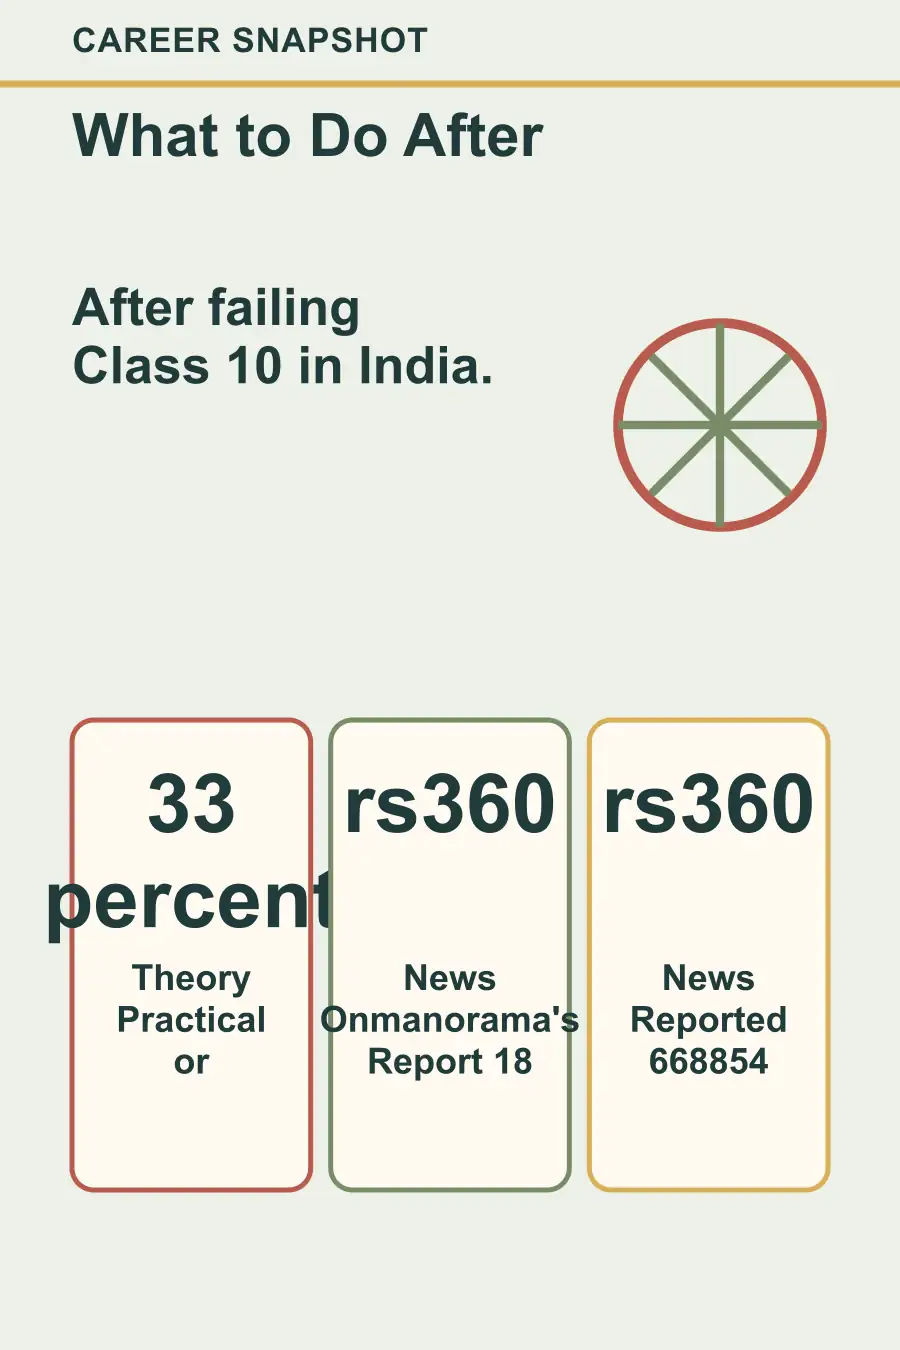 CAREER SNAPSHOT
What to Do After
After failing
Class 10 in India.
33
percent
Theory
Practical
or
rs360
News
Onmanorama's
Report 18
rs360
News
Reported
668854